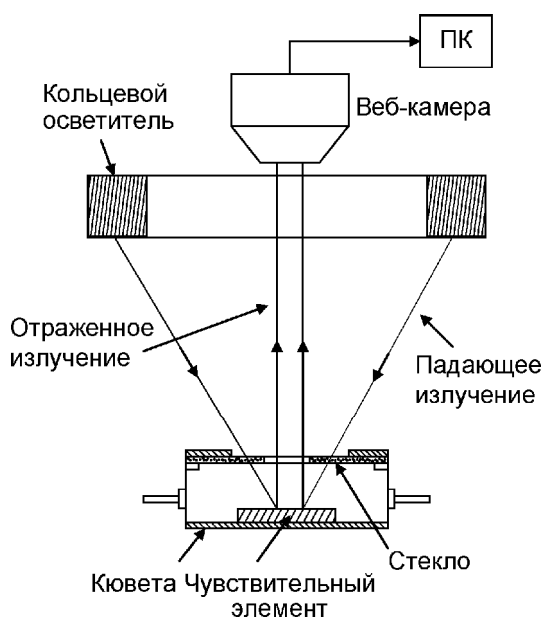 ПК
Кольцевой
осветитель
Веб-камера
Отраженное
излучение
Падающее
излучение
Стекло
Кювета Чувствительный
элемент